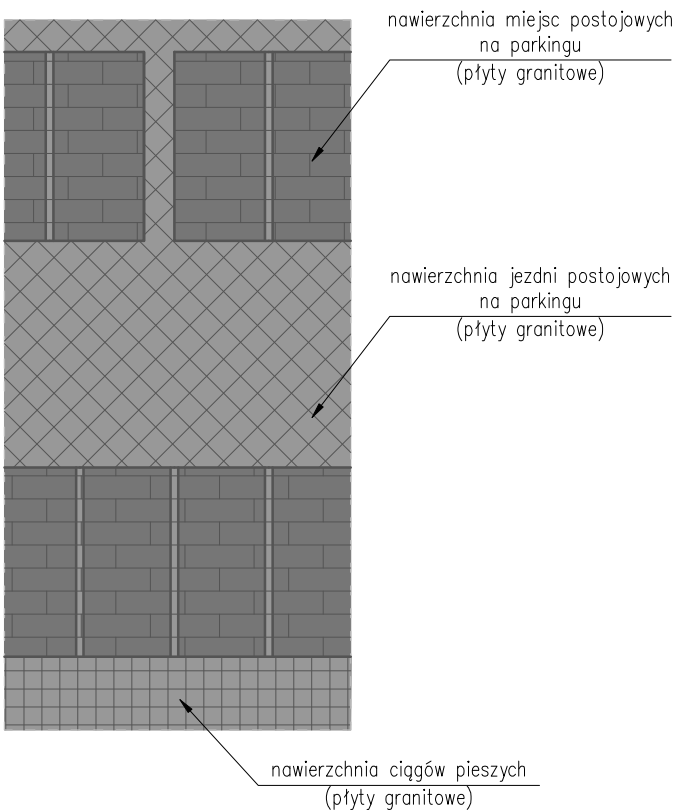 nawierzchnia miejsc postojowych
na parkingu
(płyty granitowe)
nawierzchnia jezdni postojowych
na parkingu
(płyty granitowe)
nawierzchnia ciągów pieszych
(płyty granitowe)